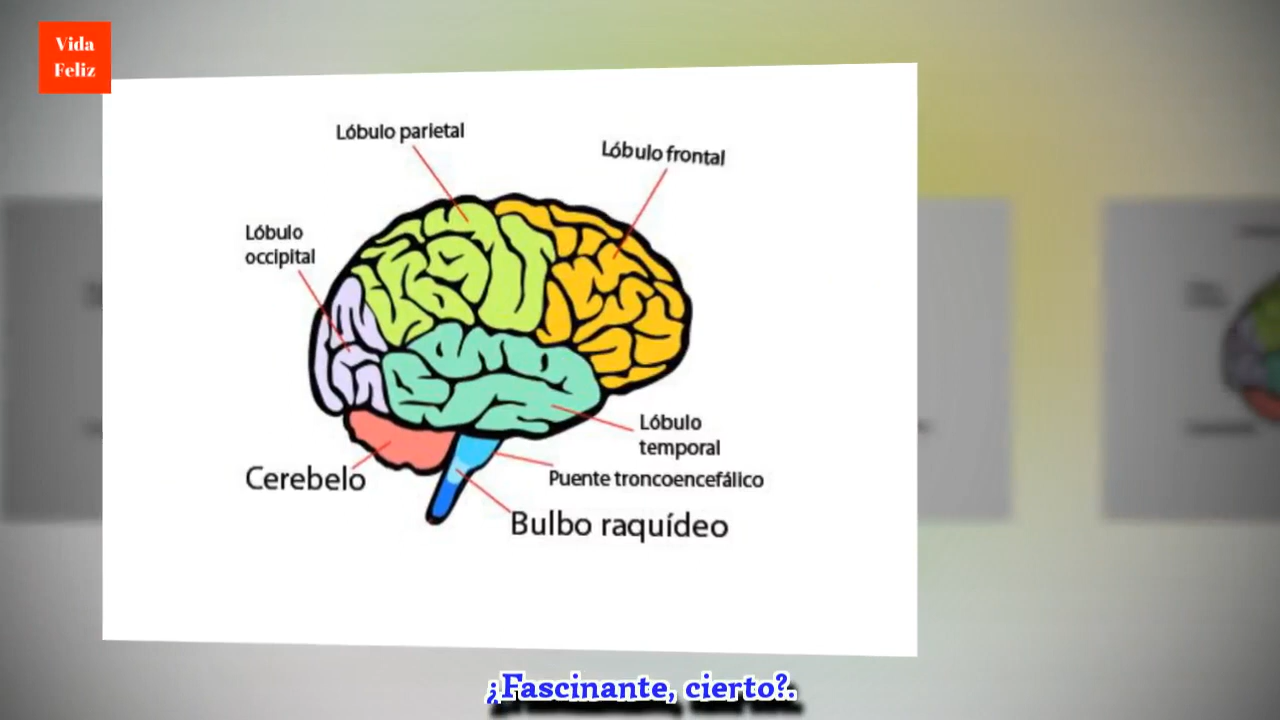 Vida
Feliz
Lóbulo parietal
Lóbulo frontal
Lóbulo
occipital
Lóbulo
temporal
Cerebelo
Puente troncoencefálico
Bulbo raquídeo
¿Fascinante, cierto?.